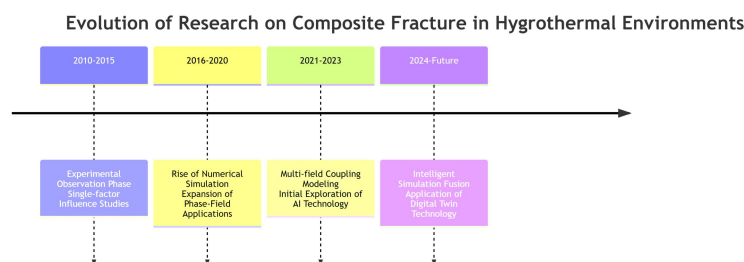 Evolution of Research on Composite Fracture in Hygrothermal Environments
2010-2015
2016-2020
2021-2023
2024-Future
Experimental
Observation Phase
Single-factor
Influence Studies
Rise of Numerical
Simulation
Expansion of
Phase-Field
Applications
Multi-field Coupling
Modeling
Initial Exploration of
AI Technology
Intelligent
Simulation Fusion
Application of
Digital Twin
Technology